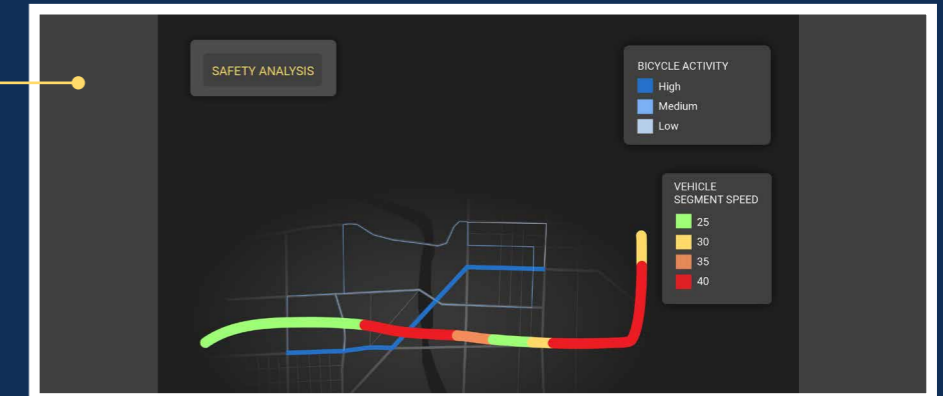 SAFETY ANALYSIS
BICYCLE ACTIVITY
High
Medium
Low
VEHICLE
SEGMENT SPEED
25
30
35
40